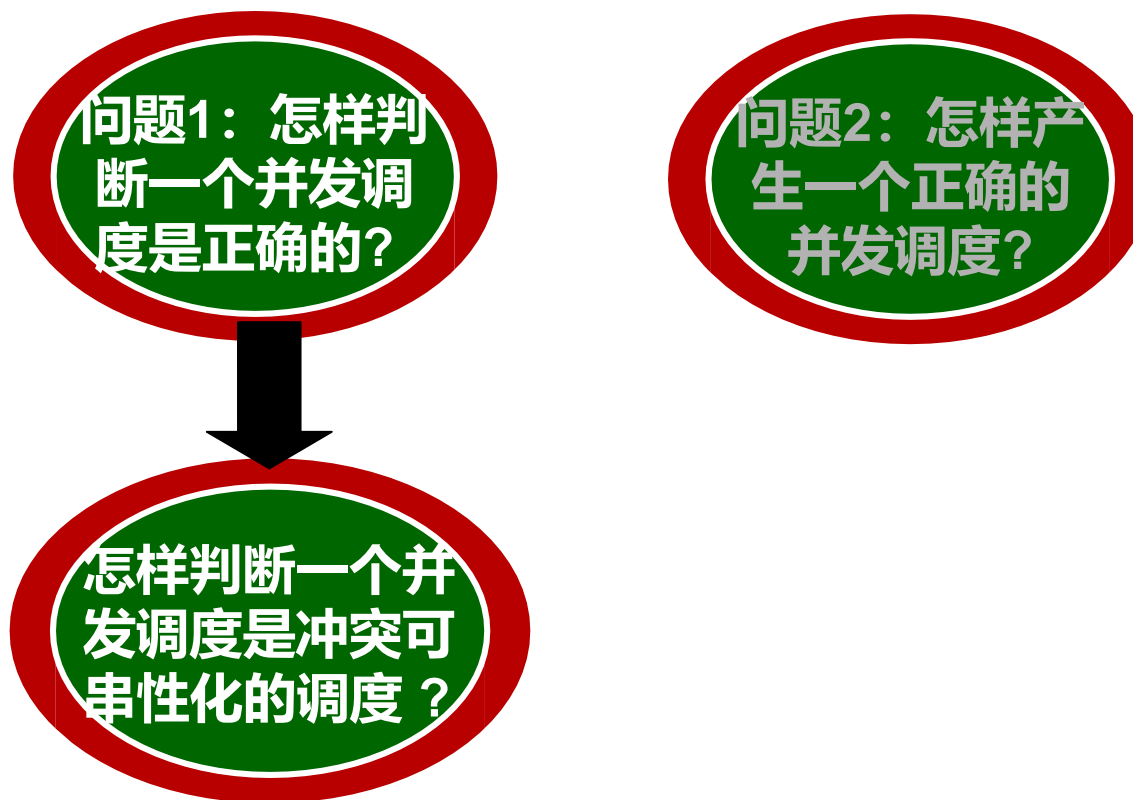 问题1：怎样判
断一个并发调
度是正确的?
问题2：怎样产
生一个正确的
并发调度?
怎样判断一个并
发调度是冲突可
串性化的调度 ?